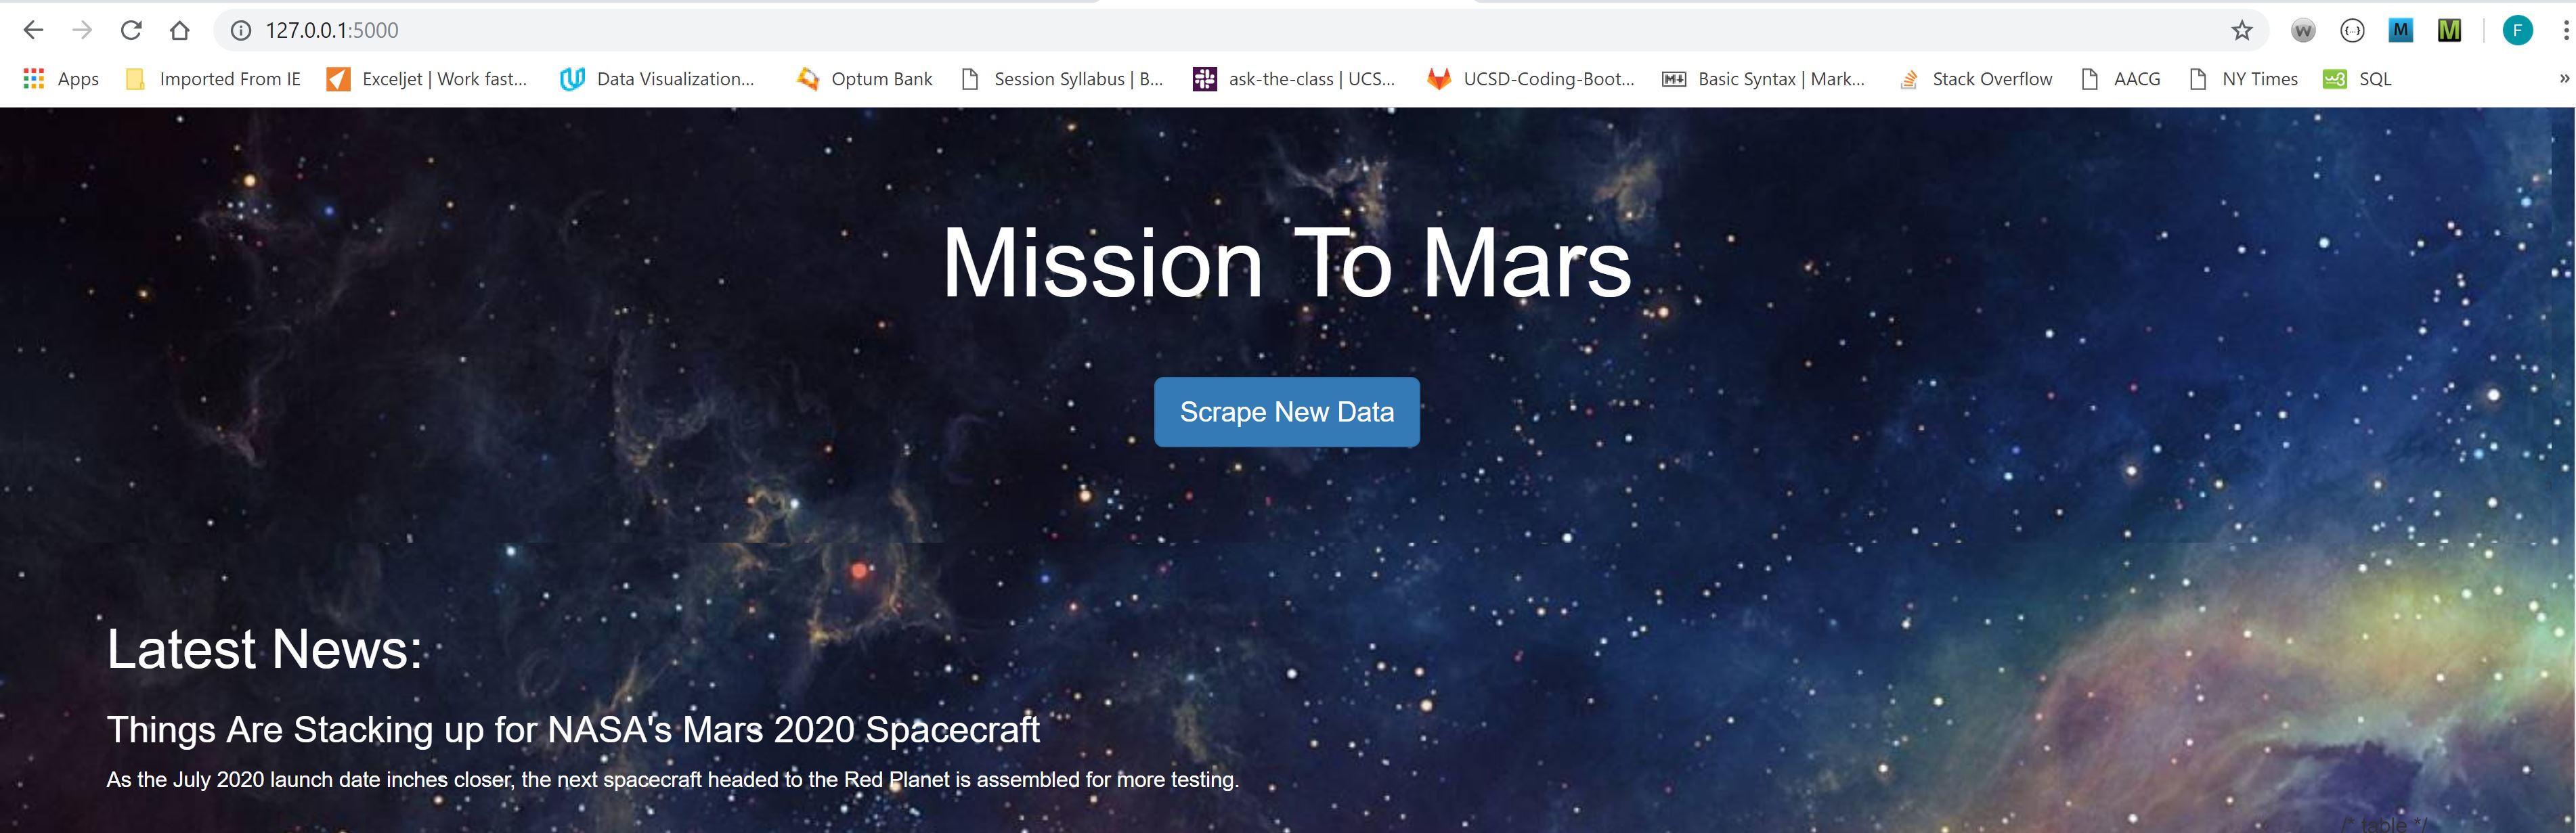 127.0.0.1:5000
Apps Imported From IE Exceljet | Work fast... Data Visualization... Optum Bank Session Syllabus | B... ask-the-class | UCS... UCSD-Coding-Boot... Basic Syntax | Mark... Stack Overflow AACG NY Times SQL »
Mission To Mars
Scrape New Data
Latest News:
Things Are Stacking up for NASA's Mars 2020 Spacecraft
As the July 2020 launch date inches closer, the next spacecraft headed to the Red Planet is assembled for more testing.
/* table */